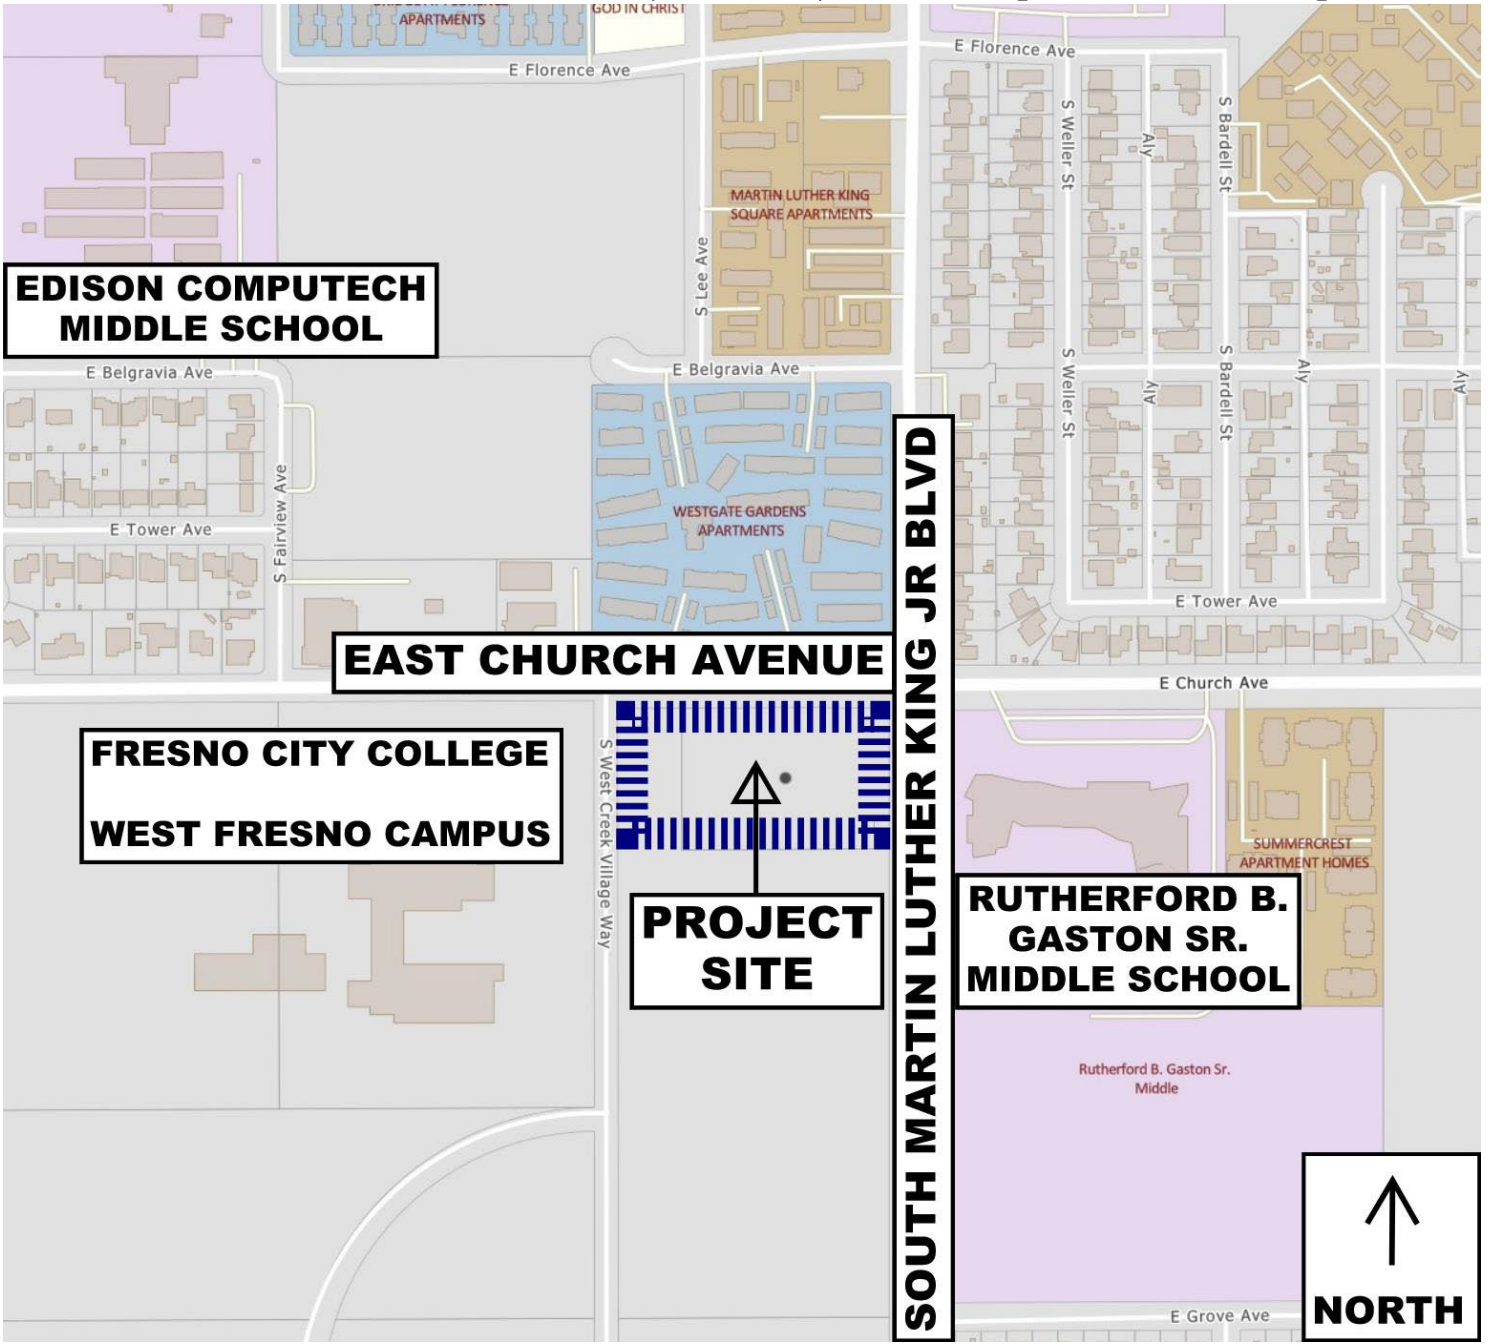 APARTMENTS
GOD IN CHRIST
E Florence Ave
E Florence Ave
S Weller St
Aly
S Bardell St
MARTIN LUTHER KING
SQUARE APARTMENTS
S Lee Ave
EDISON COMPUTECH
MIDDLE SCHOOL
E Belgravia Ave
E Belgravia Ave
S Weller St
Aly
S Bardell St
Aly
Aly
S Fairview Ave
E Tower Ave
WESTGATE GARDENS
APARTMENTS
E Tower Ave
EAST CHURCH AVENUE
SOUTH MARTIN LUTHER KING JR BLVD
E Church Ave
FRESNO CITY COLLEGE
WEST FRESNO CAMPUS
S West Creek Village Way
PROJECT
SITE
SUMMERCREST
APARTMENT HOMES
RUTHERFORD B.
GASTON SR.
MIDDLE SCHOOL
Rutherford B. Gaston Sr.
Middle
E Grove Ave
NORTH